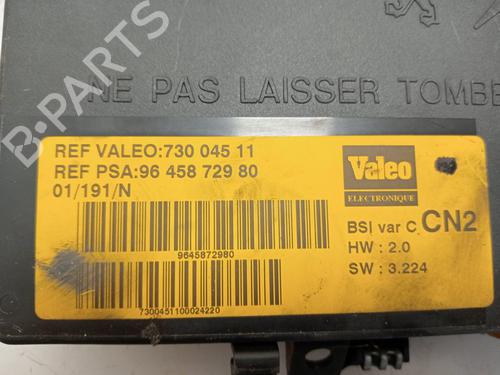 NE PAS LAISSER TOMBE
REF VALEO:730 045 11
REF PSA:96 458 729 80
01/191/N
Valeo
ELECTRONIQUE
9645872980
BSI var C CN2
HW : 2.0
SW : 3.224
7300451100024220
B-PARTS